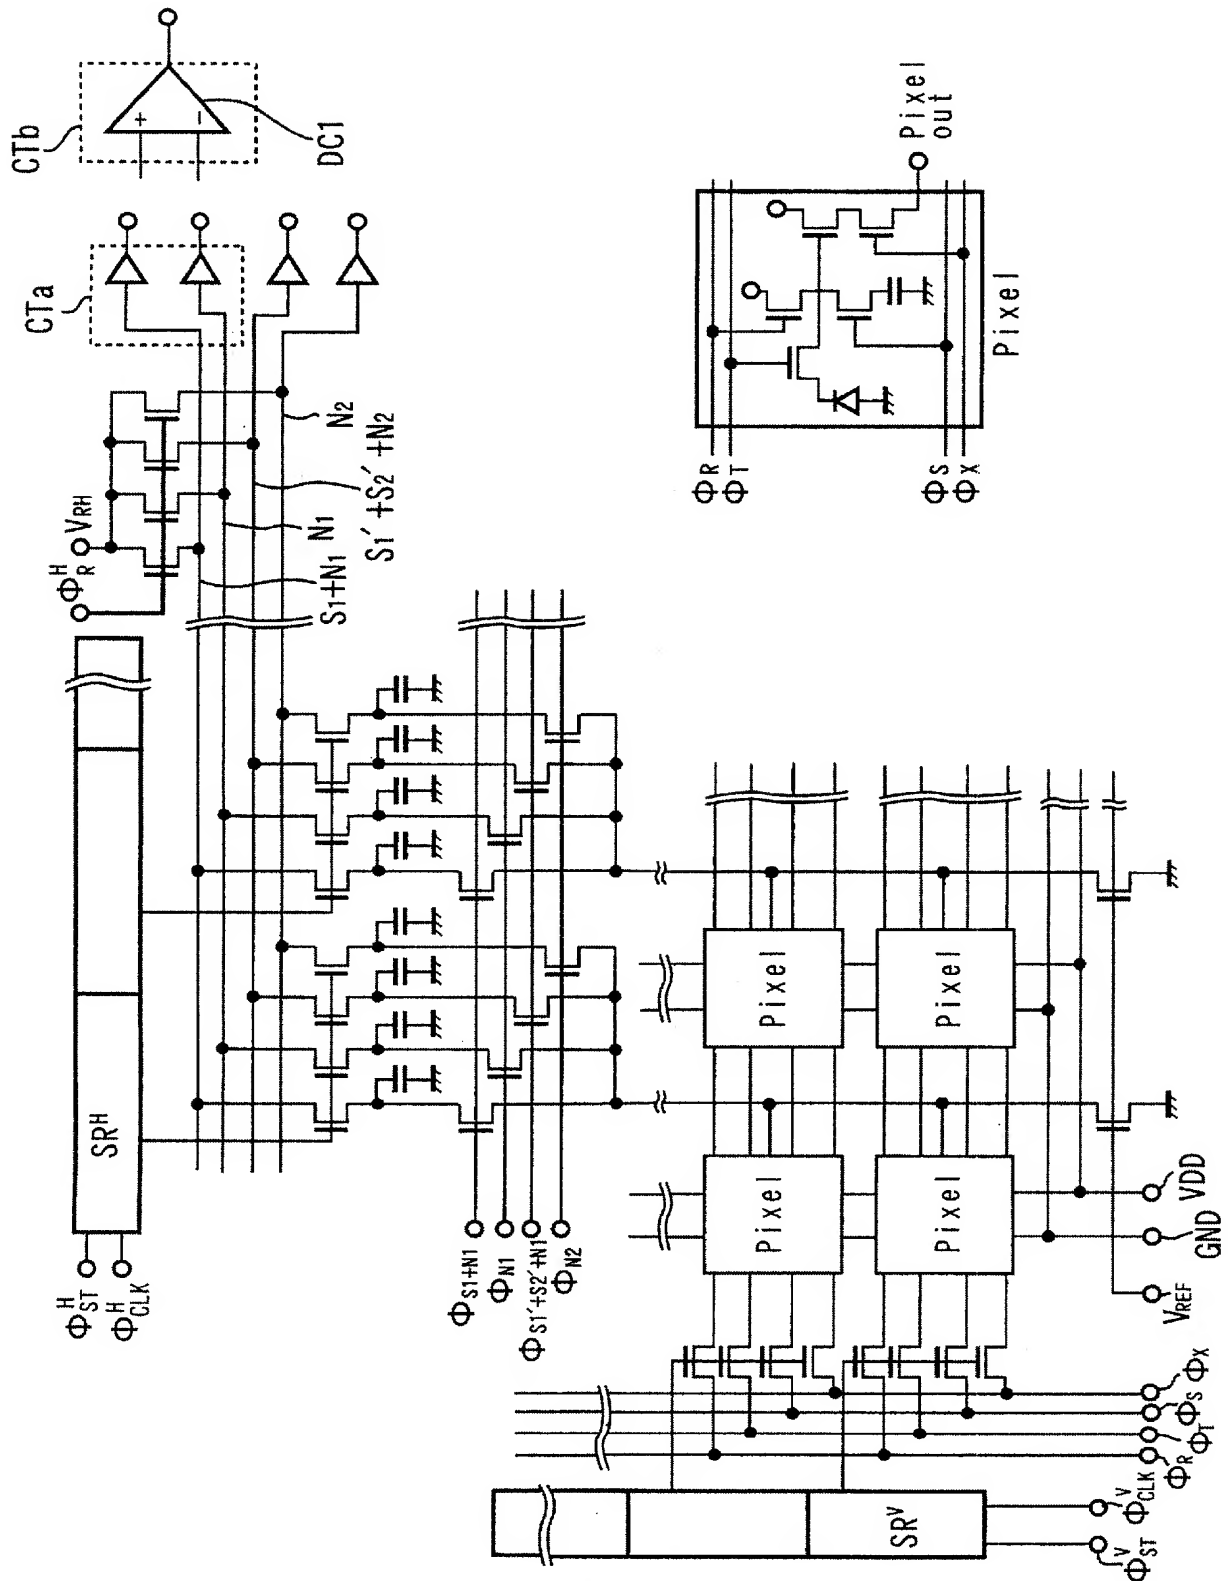 CTb
+
−
DC1
CTa
Φ_R^H
V_RH
S1+N1
N1
S1'+S2'+N2
N2
SR^H
Φ_ST^H
Φ_CLK^H
Φ_S1+N1
Φ_N1
Φ_S1'+S2'+N1
Φ_N2
Pixel
out
Φ_R
Φ_T
Φ_S
Φ_X
Pixel
Pixel
Pixel
Pixel
Pixel
VDD
GND
V_REF
Φ_X
Φ_S
Φ_T
Φ_R
SR^V
Φ_CLK^V
Φ_ST^V